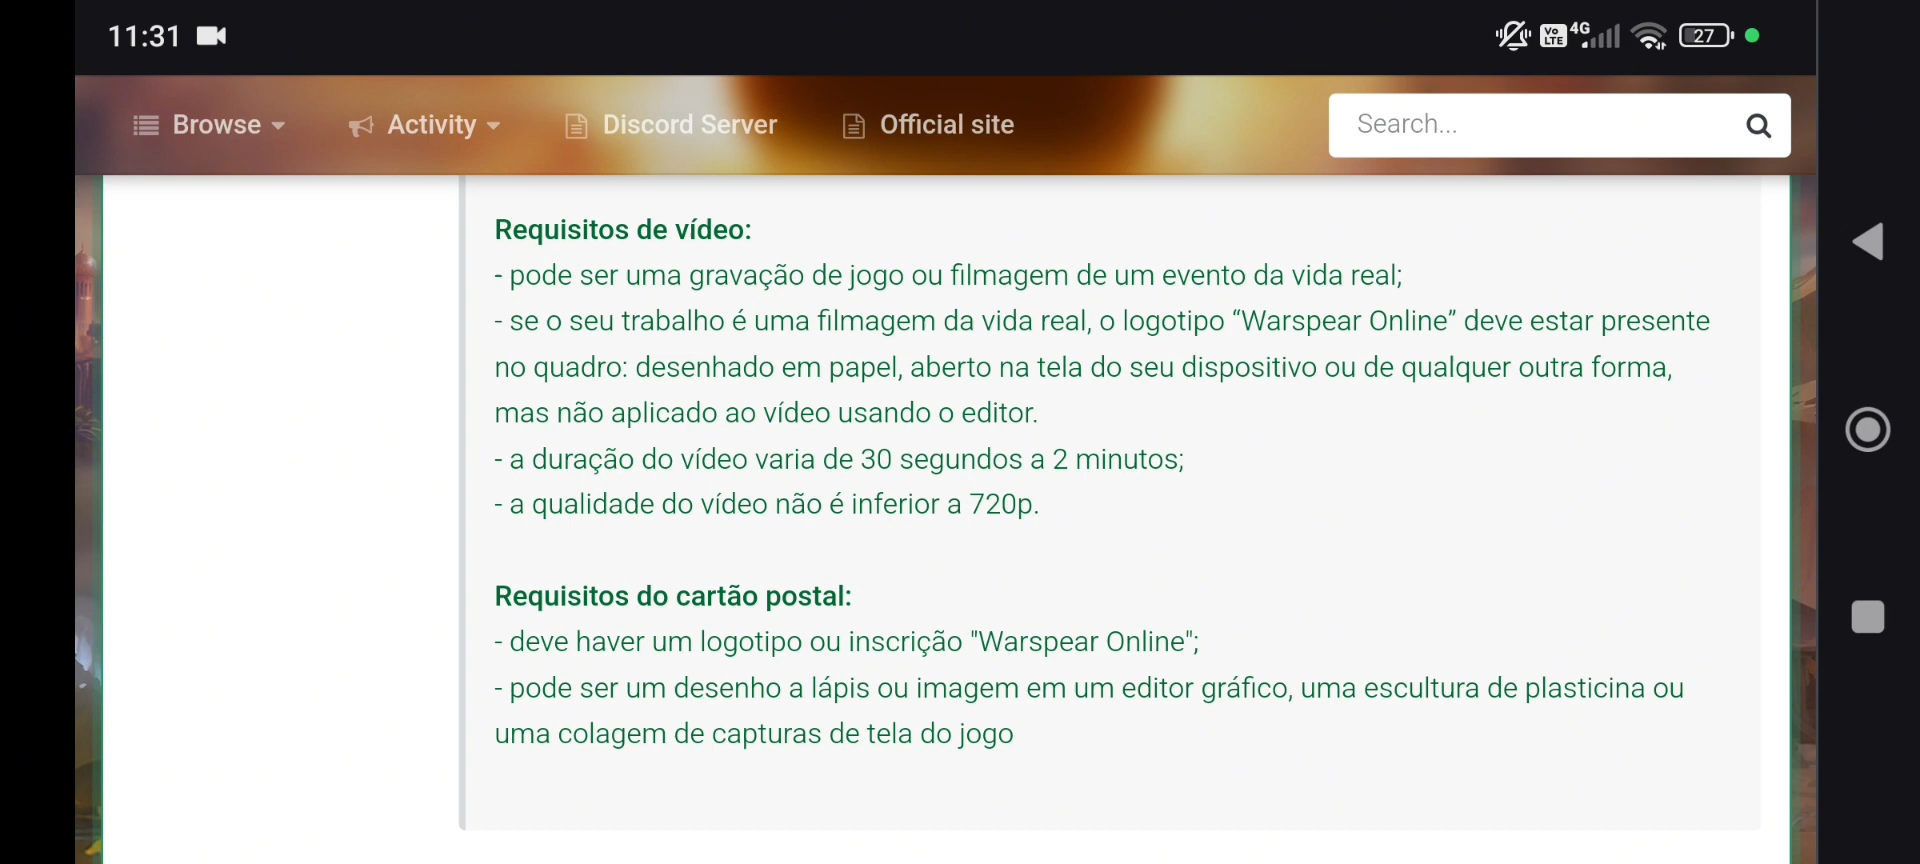 11:31
Vo LTE 4G 27
Browse Activity Discord Server Official site Search...
Requisitos de vídeo:
- pode ser uma gravação de jogo ou filmagem de um evento da vida real;
- se o seu trabalho é uma filmagem da vida real, o logotipo “Warspear Online” deve estar presente
no quadro: desenhado em papel, aberto na tela do seu dispositivo ou de qualquer outra forma,
mas não aplicado ao vídeo usando o editor.
- a duração do vídeo varia de 30 segundos a 2 minutos;
- a qualidade do vídeo não é inferior a 720p.
Requisitos do cartão postal:
- deve haver um logotipo ou inscrição "Warspear Online";
- pode ser um desenho a lápis ou imagem em um editor gráfico, uma escultura de plasticina ou
uma colagem de capturas de tela do jogo